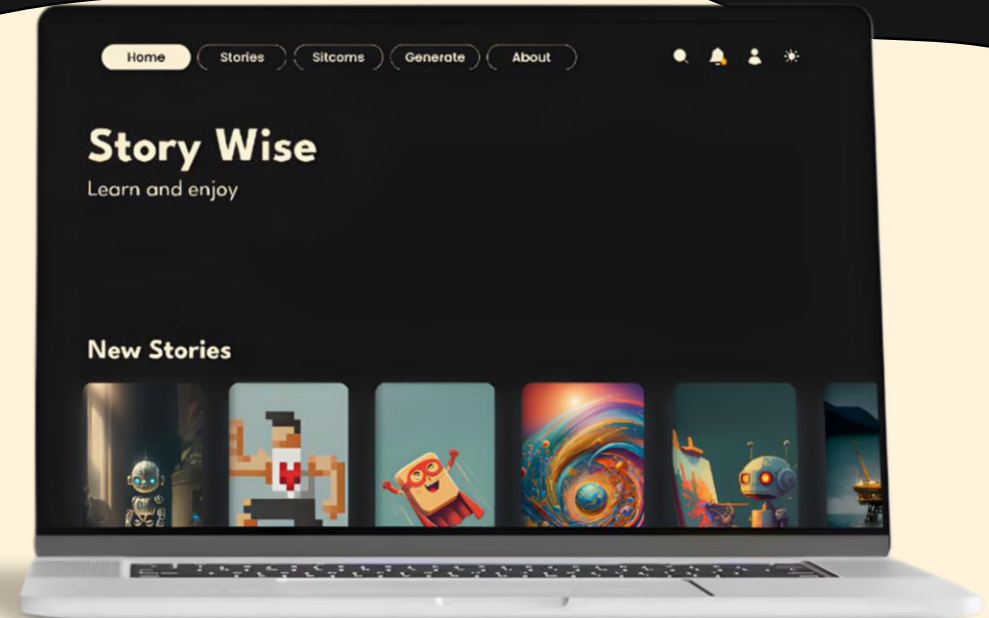 Home Stories Sitcoms Generate About
Story Wise
Learn and enjoy
New Stories